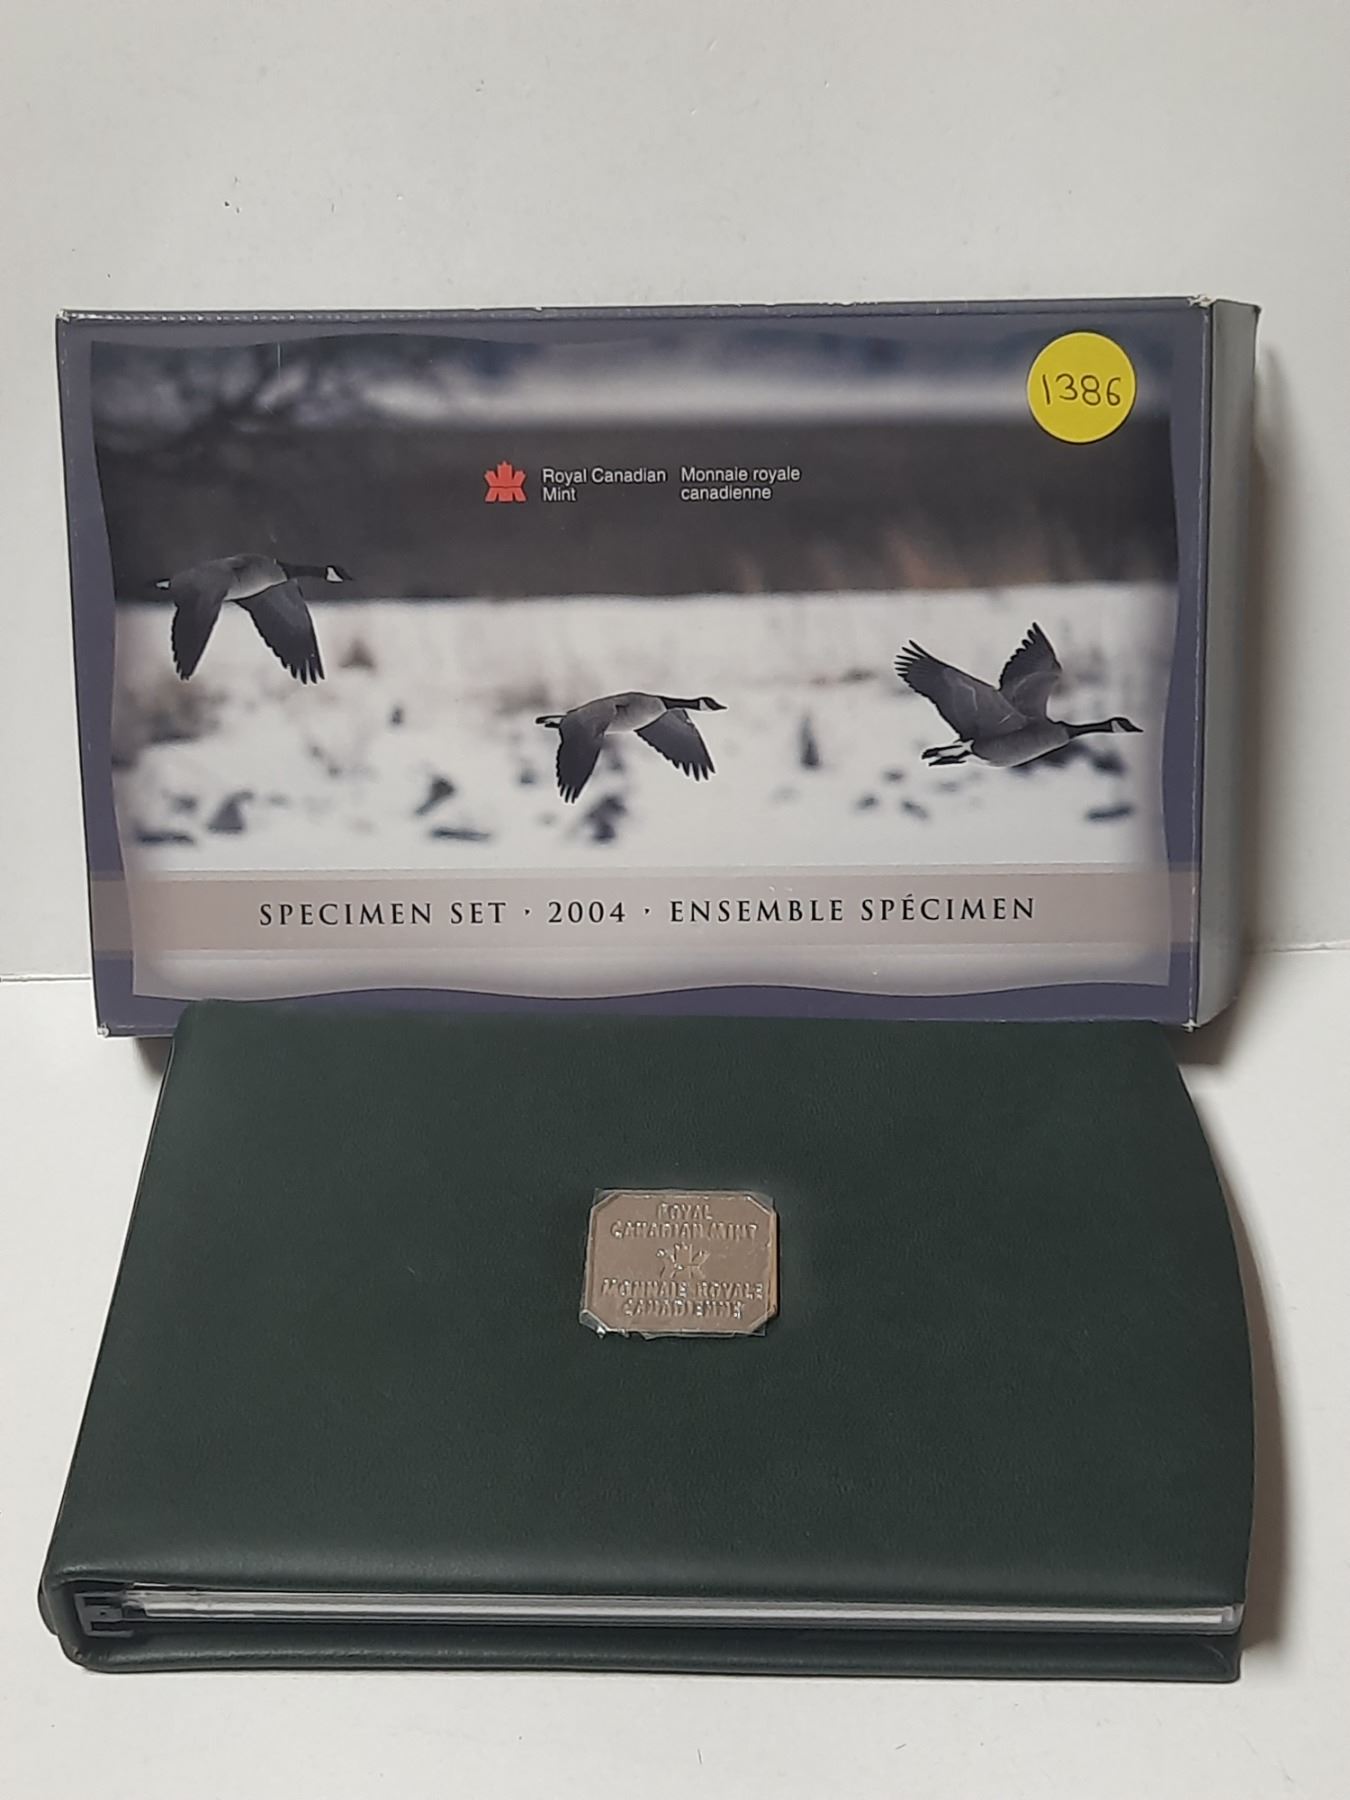 1386
Royal Canadian
Mint
Monnaie royale
canadienne
SPECIMEN SET · 2004 · ENSEMBLE SPÉCIMEN
ROYAL
CANADIAN MINT
MONNAIE ROYALE
CANADIENNE